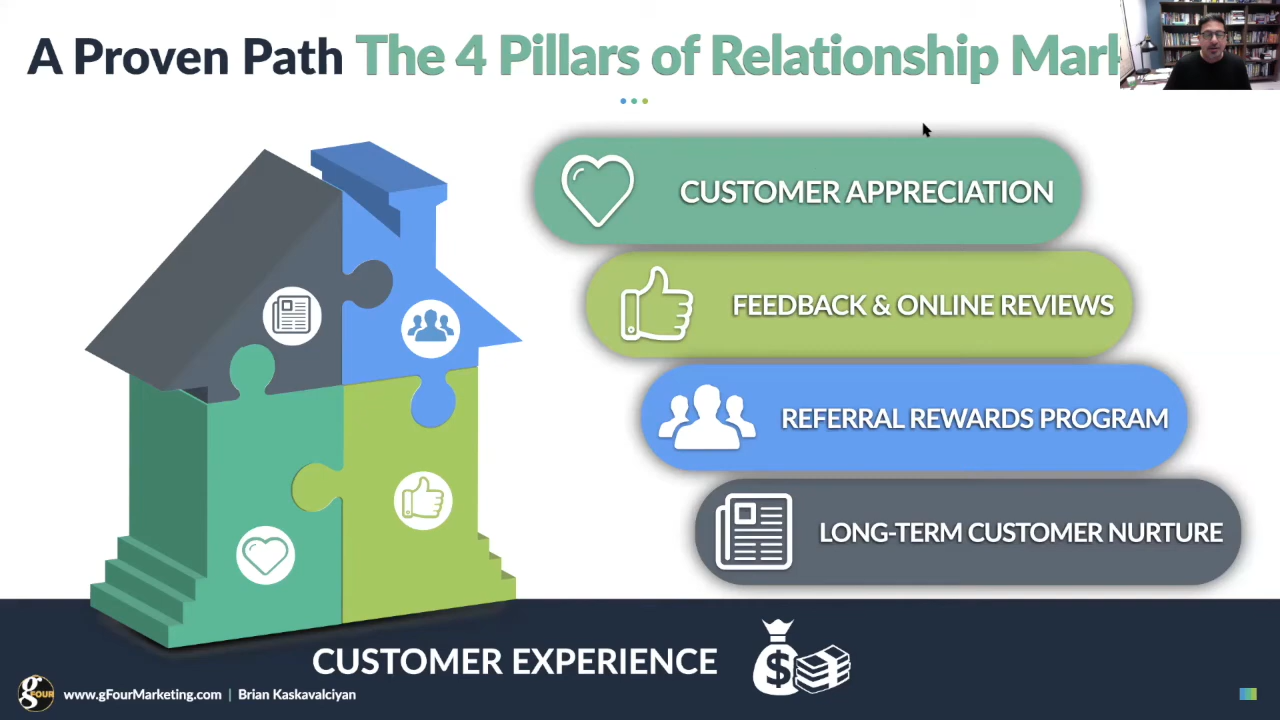 A Proven Path The 4 Pillars of Relationship Mark
CUSTOMER APPRECIATION
FEEDBACK & ONLINE REVIEWS
REFERRAL REWARDS PROGRAM
LONG-TERM CUSTOMER NURTURE
CUSTOMER EXPERIENCE
$
g FOUR
www.gFourMarketing.com | Brian Kaskavalciyan